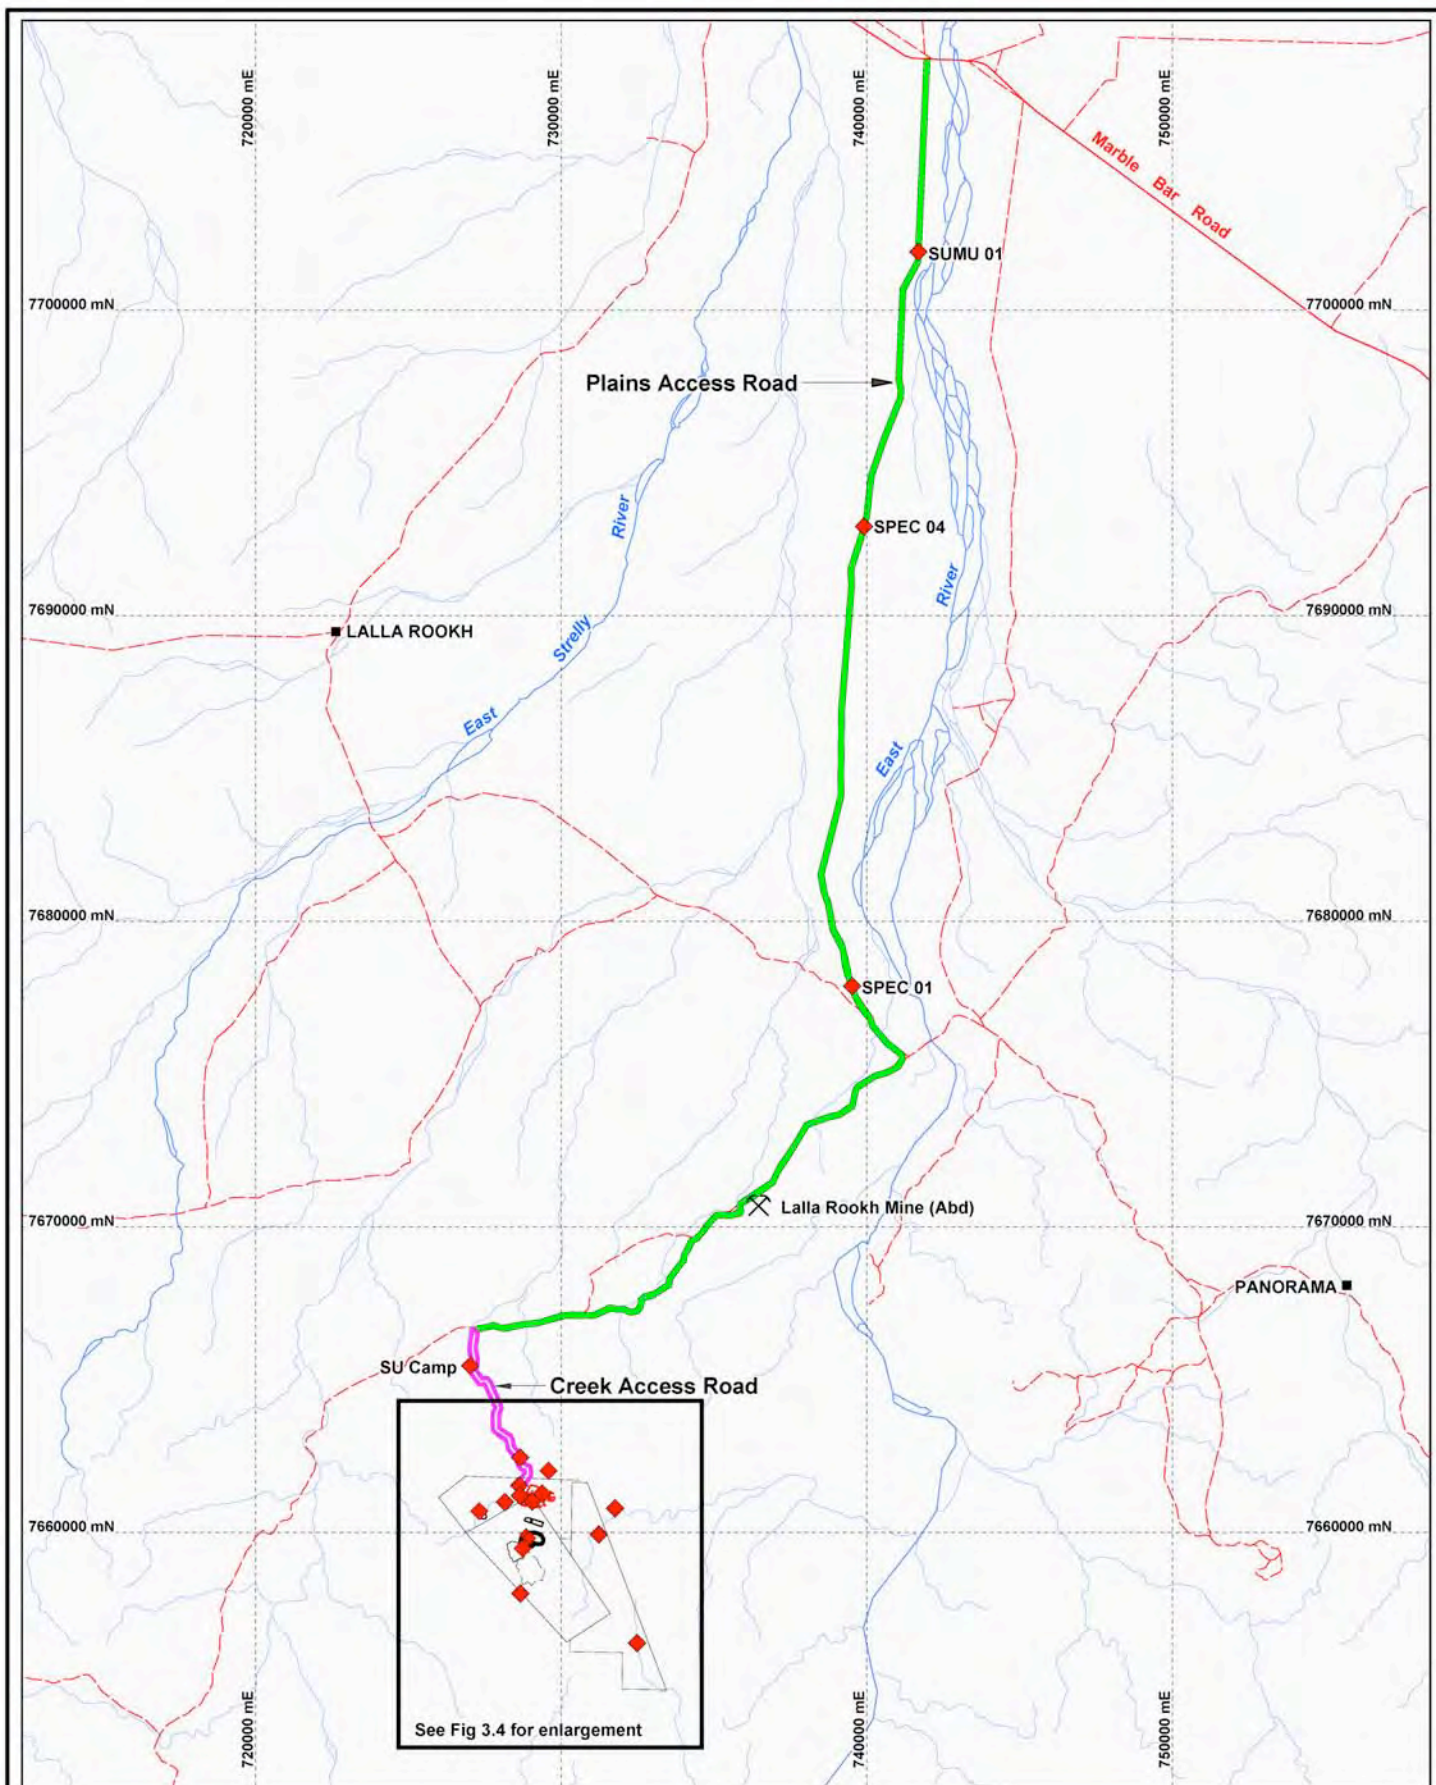 720000 mE
730000 mE
740000 mE
750000 mE
Marble Bar Road
SUMU 01
7700000 mN
7700000 mN
Plains Access Road
River
SPEC 04
River
7690000 mN
7690000 mN
LALLA ROOKH
Strelly
East
East
7680000 mN
7680000 mN
SPEC 01
Lalla Rookh Mine (Abd)
7670000 mN
7670000 mN
PANORAMA
SU Camp
Creek Access Road
7660000 mN
7660000 mN
720000 mE
740000 mE
750000 mE
See Fig 3.4 for enlargement